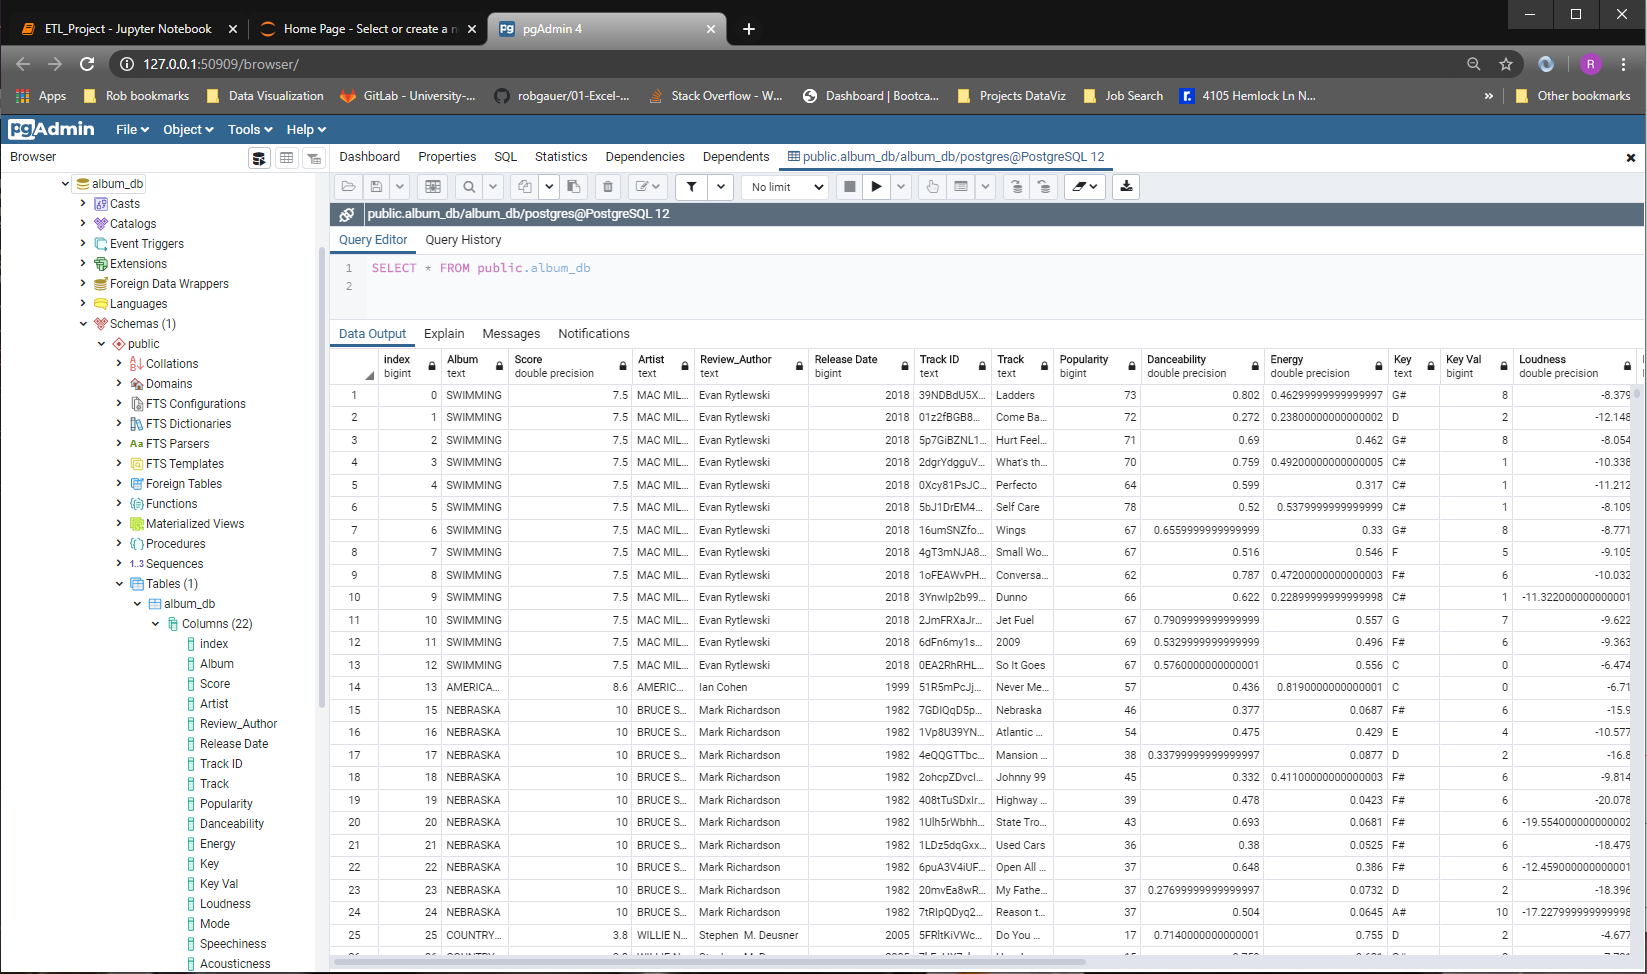 ETL_Project - Jupyter Notebook Home Page - Select or create a n pgAdmin 4
127.0.0.1:50909/browser/
Apps Rob bookmarks Data Visualization GitLab - University-... robgauer/01-Excel-... Stack Overflow - W... Dashboard | Bootca... Projects DataViz Job Search 4105 Hemlock Ln N... » Other bookmarks
pgAdmin File Object Tools Help
Browser
album_db
Casts
Catalogs
Event Triggers
Extensions
Foreign Data Wrappers
Languages
Schemas (1)
public
Collations
Domains
FTS Configurations
FTS Dictionaries
FTS Parsers
FTS Templates
Foreign Tables
Functions
Materialized Views
Procedures
Sequences
Tables (1)
album_db
Columns (22)
index
Album
Score
Artist
Review_Author
Release Date
Track ID
Track
Popularity
Danceability
Energy
Key
Key Val
Loudness
Mode
Speechiness
Acousticness
Dashboard Properties SQL Statistics Dependencies Dependents public.album_db/album_db/postgres@PostgreSQL 12
No limit
public.album_db/album_db/postgres@PostgreSQL 12
Query Editor Query History
1 SELECT * FROM public.album_db
2
Data Output Explain Messages Notifications
index Album Score Artist Review_Author Release Date Track ID Track Popularity Danceability Energy Key Key Val Loudness
bigint text double precision text text bigint text text bigint double precision double precision text bigint double precision
1 0 SWIMMING 7.5 MAC MIL... Evan Rytlewski 2018 39NDBdU5X... Ladders 73 0.802 0.46299999999999997 G# 8 -8.379
2 1 SWIMMING 7.5 MAC MIL... Evan Rytlewski 2018 01z2fBGB8... Come Ba... 72 0.272 0.23800000000000002 D 2 -12.148
3 2 SWIMMING 7.5 MAC MIL... Evan Rytlewski 2018 5p7GiBZNL1... Hurt Feel... 71 0.69 0.462 G# 8 -8.054
4 3 SWIMMING 7.5 MAC MIL... Evan Rytlewski 2018 2dgrYdgguV... What's th... 70 0.759 0.49200000000000005 C# 1 -10.338
5 4 SWIMMING 7.5 MAC MIL... Evan Rytlewski 2018 0Xcy81PsJC... Perfecto 64 0.599 0.317 C# 1 -11.212
6 5 SWIMMING 7.5 MAC MIL... Evan Rytlewski 2018 5bJ1DrEM4... Self Care 78 0.52 0.5379999999999999 C# 1 -8.109
7 6 SWIMMING 7.5 MAC MIL... Evan Rytlewski 2018 16umSNZfo... Wings 67 0.6559999999999999 0.33 G# 8 -8.771
8 7 SWIMMING 7.5 MAC MIL... Evan Rytlewski 2018 4gT3mNJA8... Small Wo... 67 0.516 0.546 F 5 -9.105
9 8 SWIMMING 7.5 MAC MIL... Evan Rytlewski 2018 1oFEAWvPH... Conversa... 62 0.787 0.47200000000000003 F# 6 -10.032
10 9 SWIMMING 7.5 MAC MIL... Evan Rytlewski 2018 3Ynwlp2b99... Dunno 66 0.622 0.22899999999999998 C# 1 -11.322000000000001
11 10 SWIMMING 7.5 MAC MIL... Evan Rytlewski 2018 2JmFRXaJr... Jet Fuel 67 0.7909999999999999 0.557 G 7 -9.622
12 11 SWIMMING 7.5 MAC MIL... Evan Rytlewski 2018 6dFn6my1s... 2009 69 0.5329999999999999 0.496 F# 6 -9.363
13 12 SWIMMING 7.5 MAC MIL... Evan Rytlewski 2018 0EA2RhRHL... So It Goes 67 0.5760000000000001 0.556 C 0 -6.474
14 13 AMERICA... 8.6 AMERIC... Ian Cohen 1999 51R5mPcJj... Never Me... 57 0.436 0.8190000000000001 C 0 -6.71
15 15 NEBRASKA 10 BRUCE S... Mark Richardson 1982 7GDIQqD5p... Nebraska 46 0.377 0.0687 F# 6 -15.9
16 16 NEBRASKA 10 BRUCE S... Mark Richardson 1982 1Vp8U39YN... Atlantic ... 54 0.475 0.429 E 4 -10.577
17 17 NEBRASKA 10 BRUCE S... Mark Richardson 1982 4eQQGTTbc... Mansion ... 38 0.33799999999999997 0.0877 D 2 -16.8
18 18 NEBRASKA 10 BRUCE S... Mark Richardson 1982 2ohcpZDvcI... Johnny 99 45 0.332 0.41100000000000003 F# 6 -9.814
19 19 NEBRASKA 10 BRUCE S... Mark Richardson 1982 408tTuSDxIr... Highway ... 39 0.478 0.0423 F# 6 -20.078
20 20 NEBRASKA 10 BRUCE S... Mark Richardson 1982 1Ulh5rWbhh... State Tro... 43 0.693 0.0681 F# 6 -19.554000000000002
21 21 NEBRASKA 10 BRUCE S... Mark Richardson 1982 1LDz5dqGxx... Used Cars 36 0.38 0.0525 F# 6 -18.479
22 22 NEBRASKA 10 BRUCE S... Mark Richardson 1982 6puA3V4iUF... Open All ... 37 0.648 0.386 F# 6 -12.459000000000001
23 23 NEBRASKA 10 BRUCE S... Mark Richardson 1982 20mvEa8wR... My Fathe... 37 0.27699999999999997 0.0732 D 2 -18.396
24 24 NEBRASKA 10 BRUCE S... Mark Richardson 1982 7tRlpQDyq2... Reason t... 37 0.504 0.0645 A# 10 -17.227999999999998
25 25 COUNTRY... 3.8 WILLIE N... Stephen M. Deusner 2005 5FRltKiVWc... Do You ... 17 0.7140000000000001 0.755 D 2 -4.677